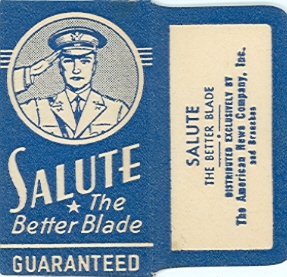 SALUTE
★ The
Better Blade
GUARANTEED
SALUTE
THE BETTER BLADE
DISTRIBUTED EXCLUSIVELY BY
The American News Company, Inc.
and Branches